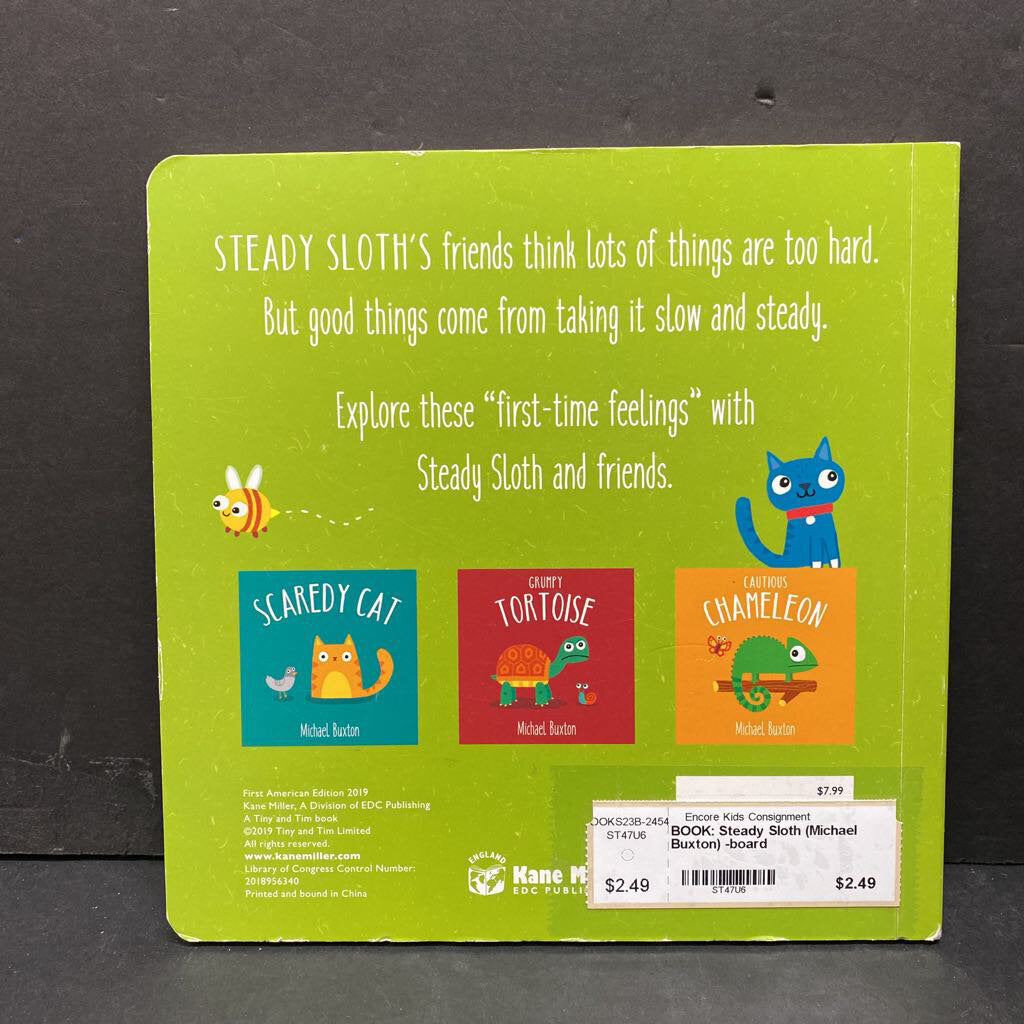 STEADY SLOTH'S friends think lots of things are too hard.
But good things come from taking it slow and steady.
Explore these “first-time feelings” with
Steady Sloth and friends.
SCAREDY CAT
Michael Buxton
GRUMPY
TORTOISE
Michael Buxton
CAUTIOUS
CHAMELEON
Michael Buxton
First American Edition 2019
Kane Miller, A Division of EDC Publishing
A Tiny and Tim book
©2019 Tiny and Tim Limited
All rights reserved.
www.kanemiller.com
Library of Congress Control Number:
2018956340
Printed and bound in China
ENGLAND
Kane M
EDC PUBLI
$7.99
OOKS23B-2454
ST47U6
$2.49
Encore Kids Consignment
BOOK: Steady Sloth (Michael
Buxton) -board
ST47U6
$2.49